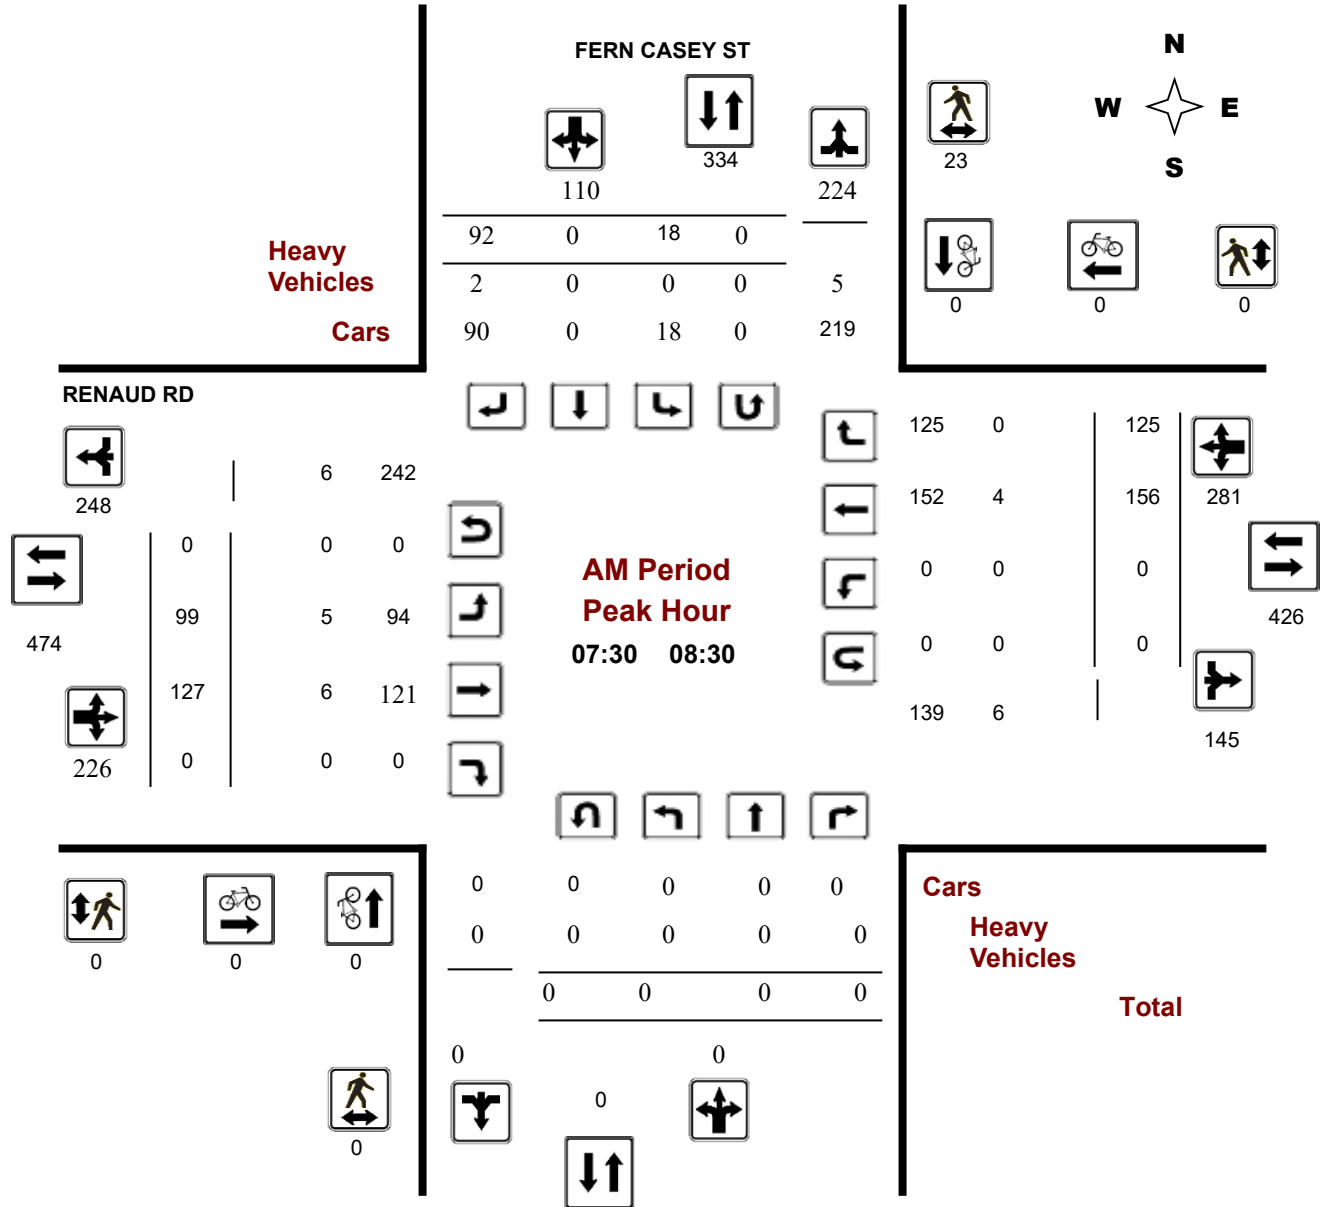 FERN CASEY ST
N
W E
S
334
23
110
224
92 0 18 0
Heavy
Vehicles
2 0 0 0 5
Cars
90 0 18 0 219
0 0 0
RENAUD RD
125 0 125
6 242
248
152 4 156 281
0 0 0
AM Period
Peak Hour
07:30 08:30
0 0 0
99 5 94
426
474
0 0 0
127 6 121
139 6
145
226
0 0 0
0 0 0 0 0
Cars
0 0 0 0 0
Heavy
Vehicles
0 0 0
0 0 0 0
Total
0 0
0
0